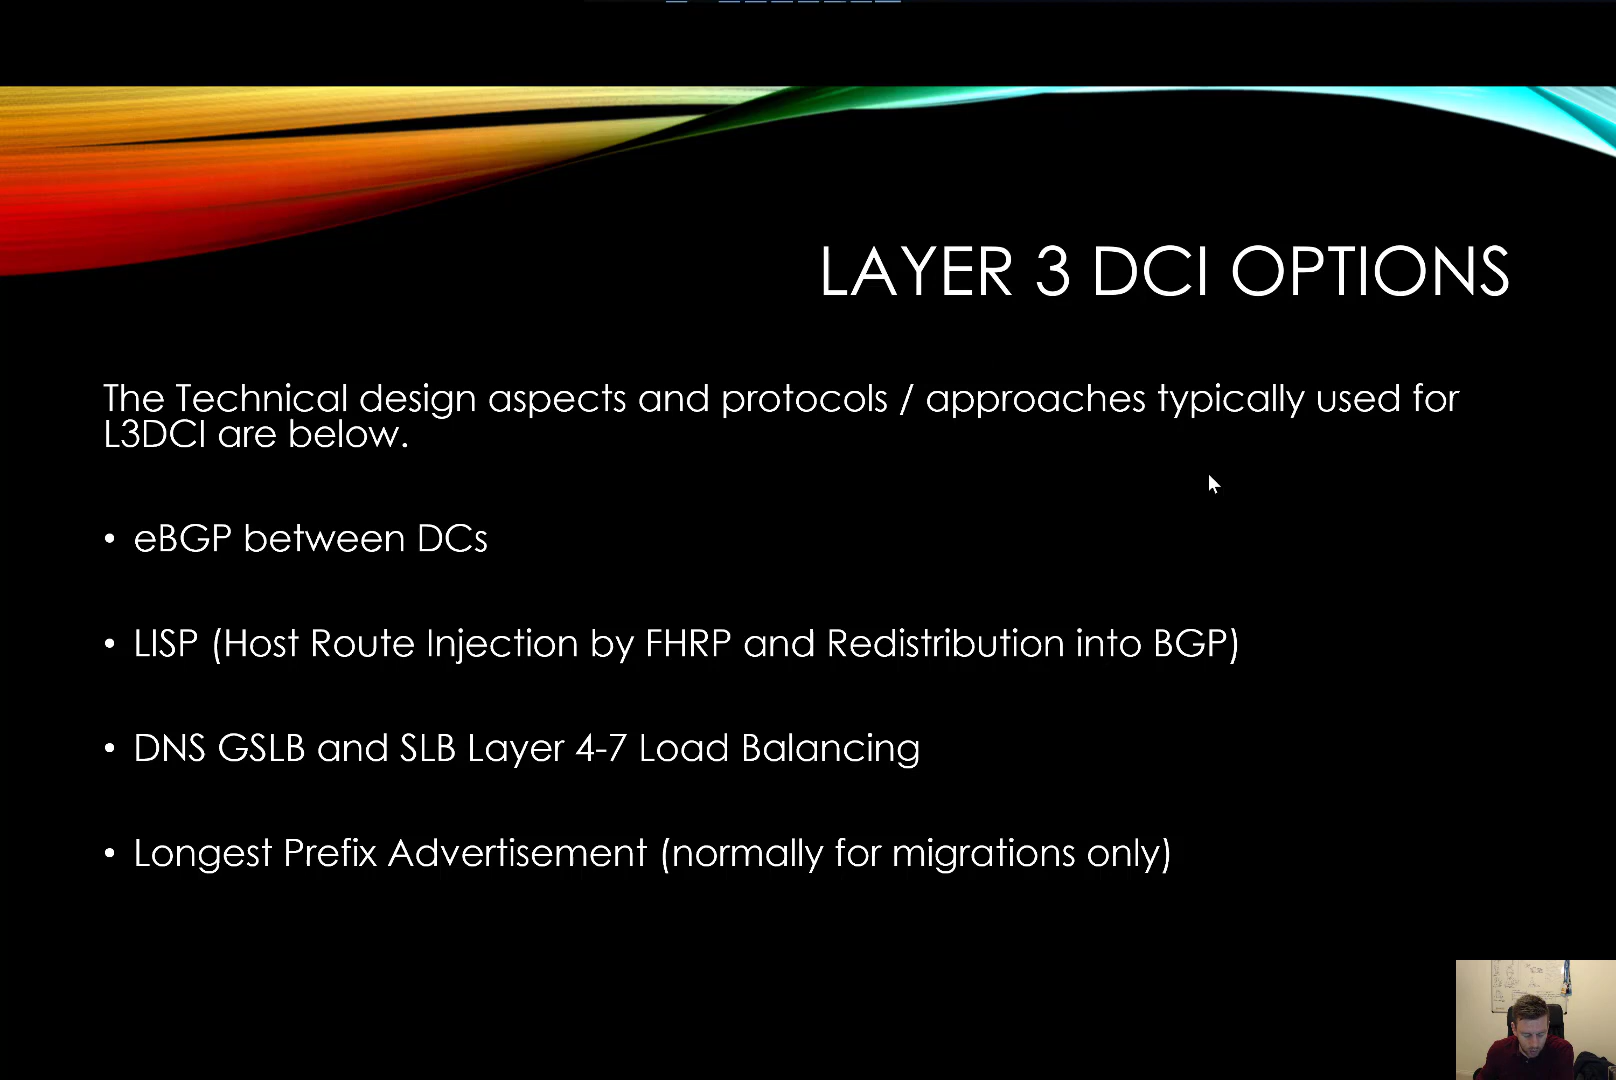 LAYER 3 DCI OPTIONS
The Technical design aspects and protocols / approaches typically used for
L3DCI are below.
• eBGP between DCs
• LISP (Host Route Injection by FHRP and Redistribution into BGP)
• DNS GSLB and SLB Layer 4-7 Load Balancing
• Longest Prefix Advertisement (normally for migrations only)